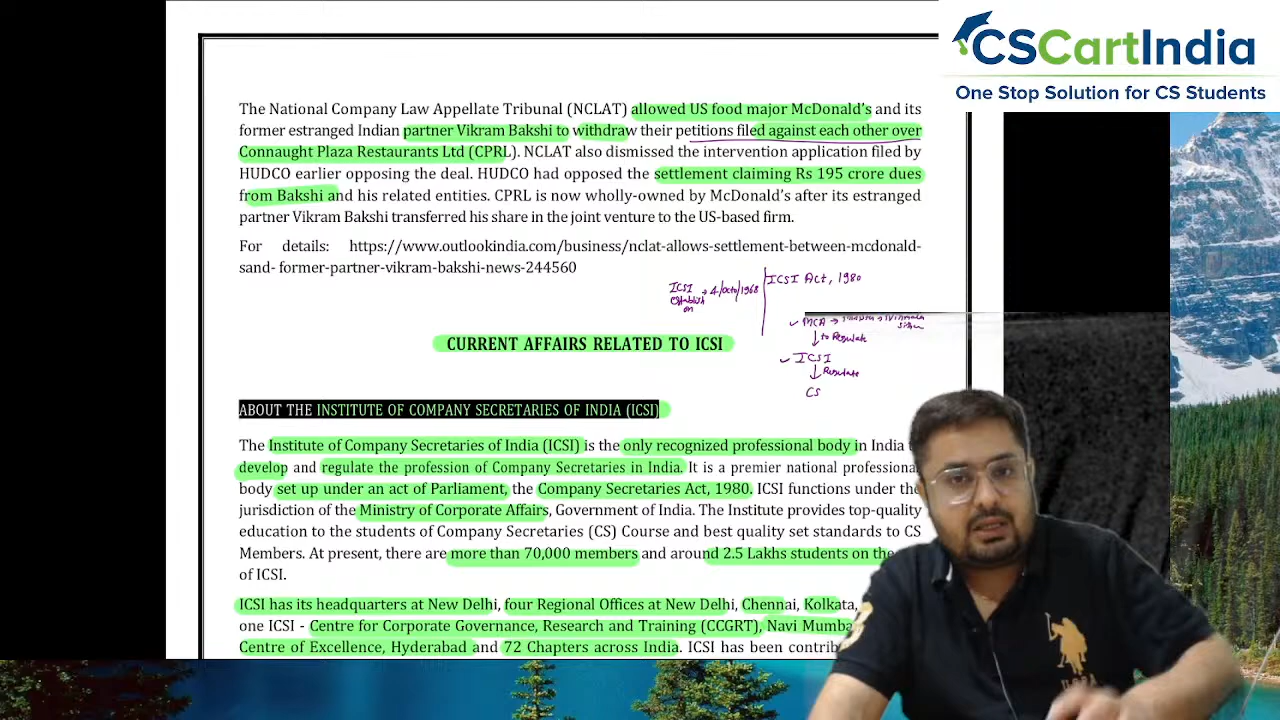 CSCartIndia
One Stop Solution for CS Students
The National Company Law Appellate Tribunal (NCLAT) allowed US food major McDonald's and its
former estranged Indian partner Vikram Bakshi to withdraw their petitions filed against each other over
Connaught Plaza Restaurants Ltd (CPRL). NCLAT also dismissed the intervention application filed by
HUDCO earlier opposing the deal. HUDCO had opposed the settlement claiming Rs 195 crore dues
from Bakshi and his related entities. CPRL is now wholly-owned by McDonald's after its estranged
partner Vikram Bakshi transferred his share in the joint venture to the US-based firm.
For details: https://www.outlookindia.com/business/nclat-allows-settlement-between-mcdonald-
sand- former-partner-vikram-bakshi-news-244560
ICSI → 4/Octo/1968
establish
on
ICSI Act, 1980
MCA →
↓ to Regulate
CURRENT AFFAIRS RELATED TO ICSI
ICSI
↓ Regulate
CS
ABOUT THE INSTITUTE OF COMPANY SECRETARIES OF INDIA (ICSI)
The Institute of Company Secretaries of India (ICSI) is the only recognized professional body in India
develop and regulate the profession of Company Secretaries in India. It is a premier national professional
body set up under an act of Parliament, the Company Secretaries Act, 1980. ICSI functions under the
jurisdiction of the Ministry of Corporate Affairs, Government of India. The Institute provides top-quality
education to the students of Company Secretaries (CS) Course and best quality set standards to CS
Members. At present, there are more than 70,000 members and around 2.5 Lakhs students on the
of ICSI.
ICSI has its headquarters at New Delhi, four Regional Offices at New Delhi, Chennai, Kolkata,
one ICSI - Centre for Corporate Governance, Research and Training (CCGRT), Navi Mumba
Centre of Excellence, Hyderabad and 72 Chapters across India. ICSI has been contrib